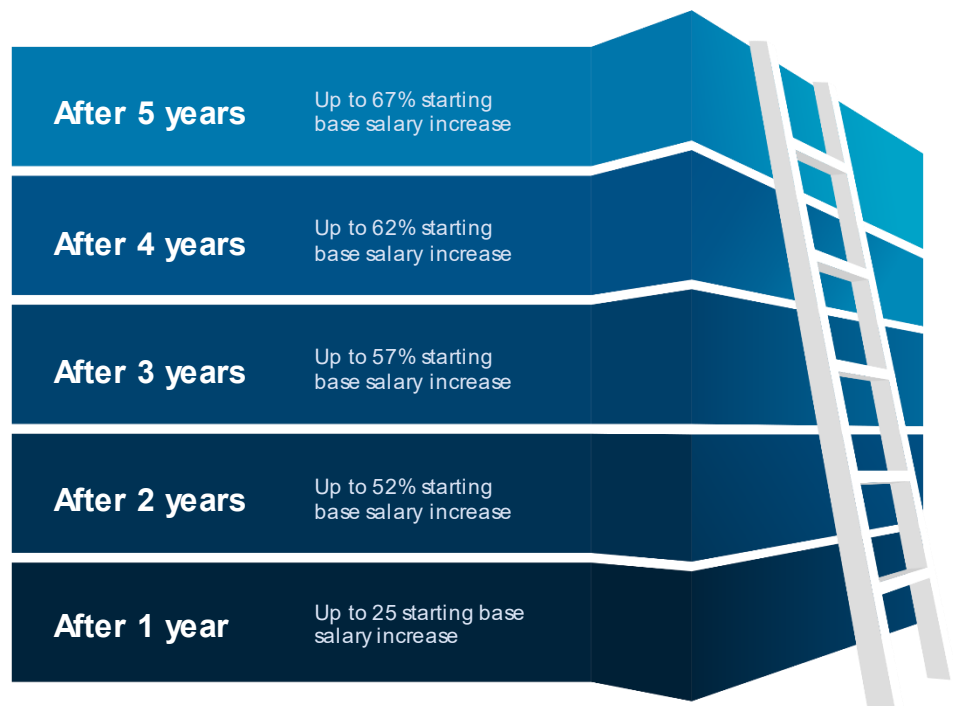 After 5 years
Up to 67% starting
base salary increase
After 4 years
Up to 62% starting
base salary increase
After 3 years
Up to 57% starting
base salary increase
After 2 years
Up to 52% starting
base salary increase
After 1 year
Up to 25 starting base
salary increase